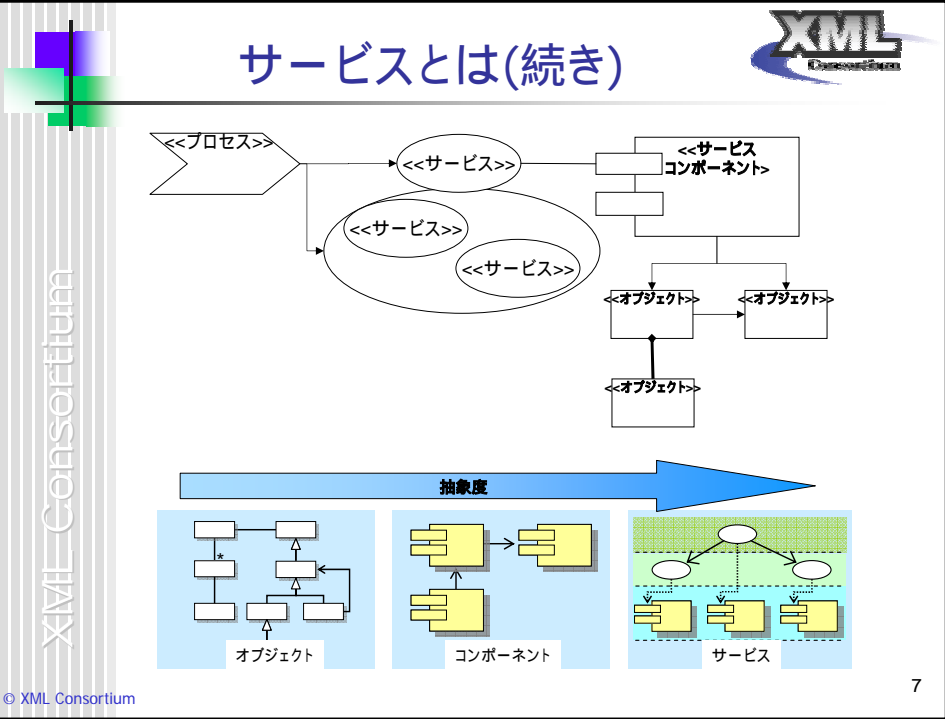 サービスとは(続き)
XML
Consortium
<<プロセス>>
<<サービス>>
<<サービス
コンポーネント>
<<サービス>>
<<サービス>>
<<オブジェクト>>
<<オブジェクト>>
<<オブジェクト>>
抽象度
*
オブジェクト
コンポーネント
サービス
XML Consortium
© XML Consortium
7